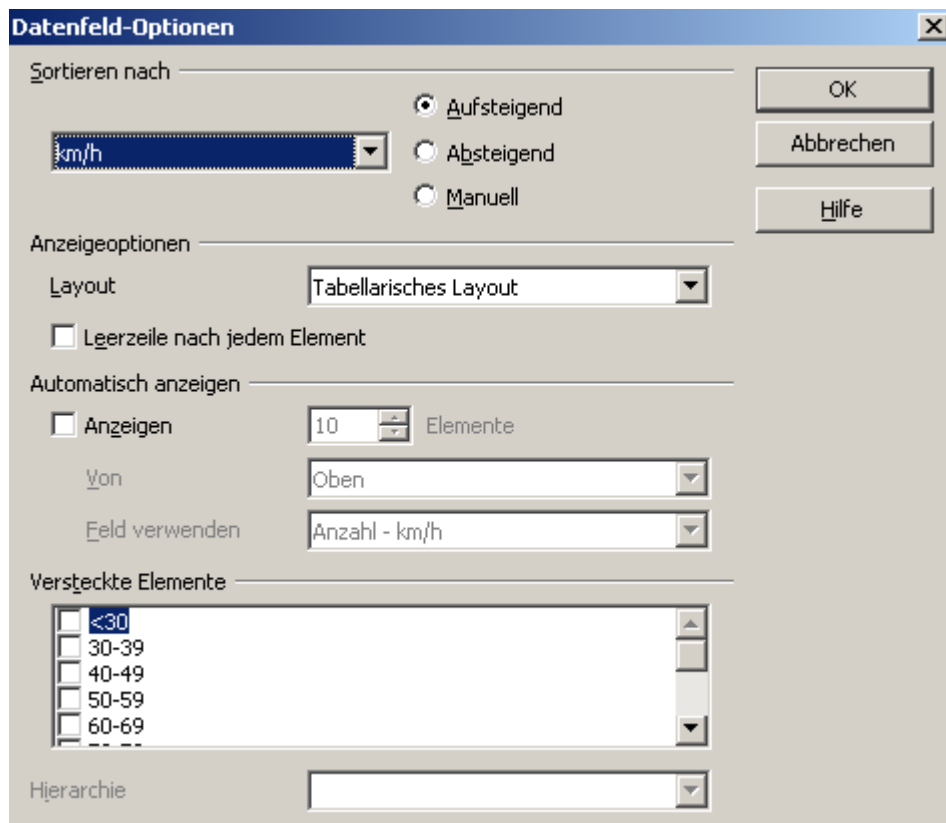 Datenfeld-Optionen
Sortieren nach
km/h
Aufsteigend
Absteigend
Manuell
OK
Abbrechen
Hilfe
Anzeigeoptionen
Layout
Tabellarisches Layout
Leerzeile nach jedem Element
Automatisch anzeigen
Anzeigen
10
Elemente
Von
Oben
Feld verwenden
Anzahl - km/h
Versteckte Elemente
<30
30-39
40-49
50-59
60-69
Hierarchie